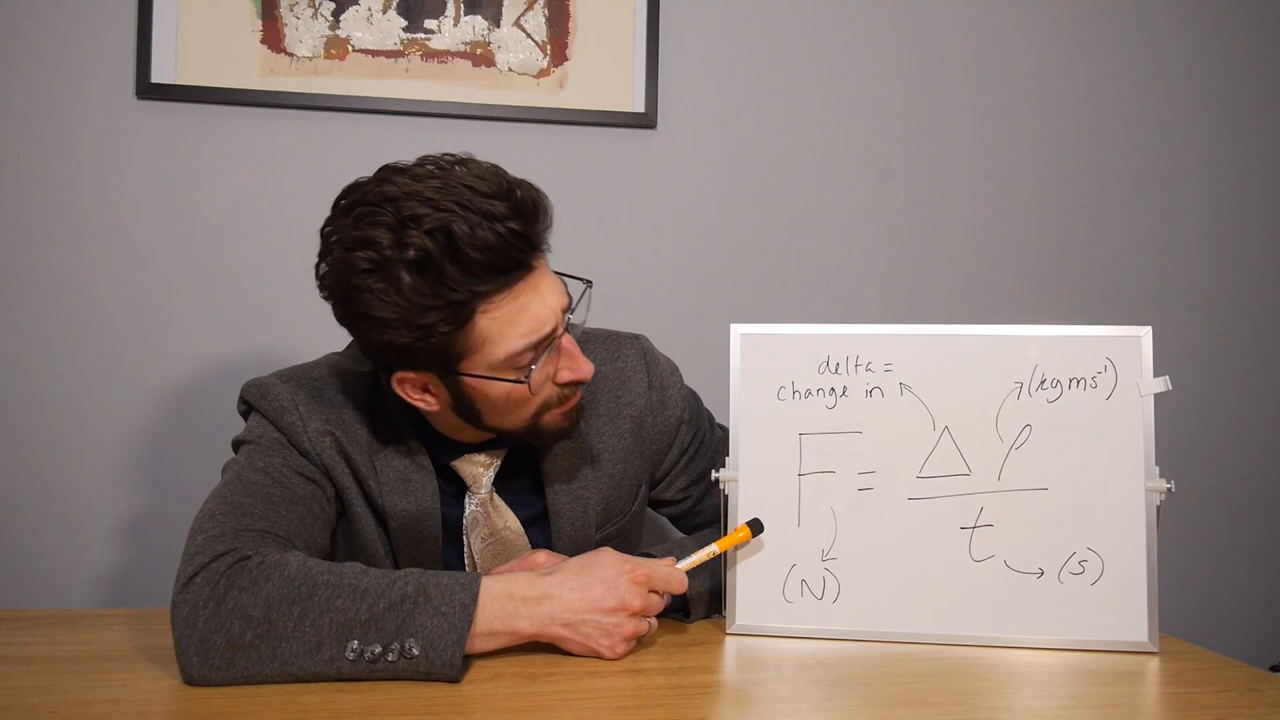 delta =
change in
(kgms⁻¹)
F = Δρ
t
(N)
(s)